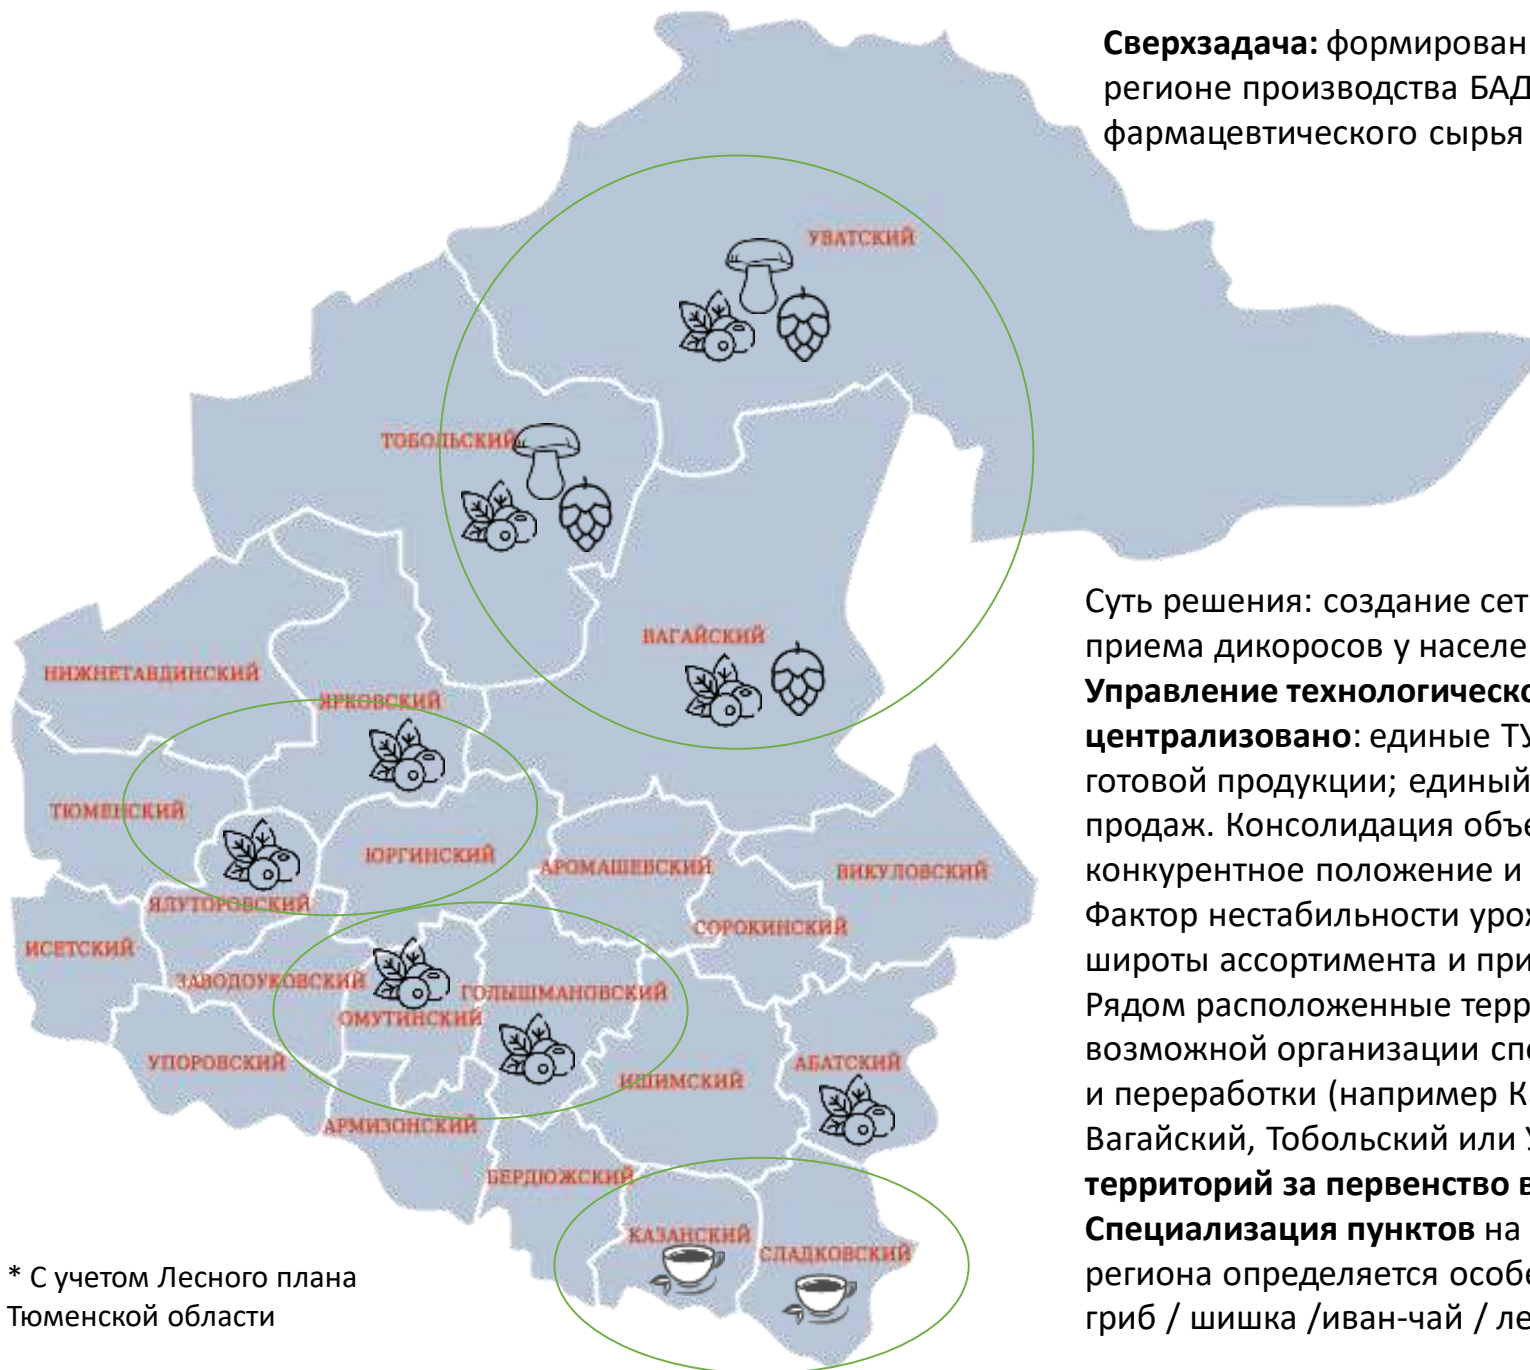 Сверхзадача: формирован
регионе производства БАД
фармацевтического сырья
УВАТСКИЙ
ТОБОЛЬСКИЙ
ВАГАЙСКИЙ
НИЖНЕТАВДИНСКИЙ
ЯРКОВСКИЙ
ТЮМЕНСКИЙ
ЮРГИНСКИЙ
АРОМАШЕВСКИЙ
ВИКУЛОВСКИЙ
ЯЛУТОРОВСКИЙ
СОРОКИНСКИЙ
ИСЕТСКИЙ
ЗАВОДОУКОВСКИЙ
ГОЛЫШМАНОВСКИЙ
ОМУТИНСКИЙ
УПОРОВСКИЙ
ИШИМСКИЙ
АБАТСКИЙ
АРМИЗОНСКИЙ
БЕРДЮЖСКИЙ
КАЗАНСКИЙ
СЛАДКОВСКИЙ
Суть решения: создание сет
приема дикоросов у населе
Управление технологическо
централизовано: единые ТУ
готовой продукции; единый
продаж. Консолидация объе
конкурентное положение и
Фактор нестабильности урож
широты ассортимента и при
Рядом расположенные терр
возможной организации спе
и переработки (например Ка
Вагайский, Тобольский или У
территорий за первенство в
Специализация пунктов на
региона определяется особе
гриб / шишка /иван-чай / ле
* С учетом Лесного плана
Тюменской области